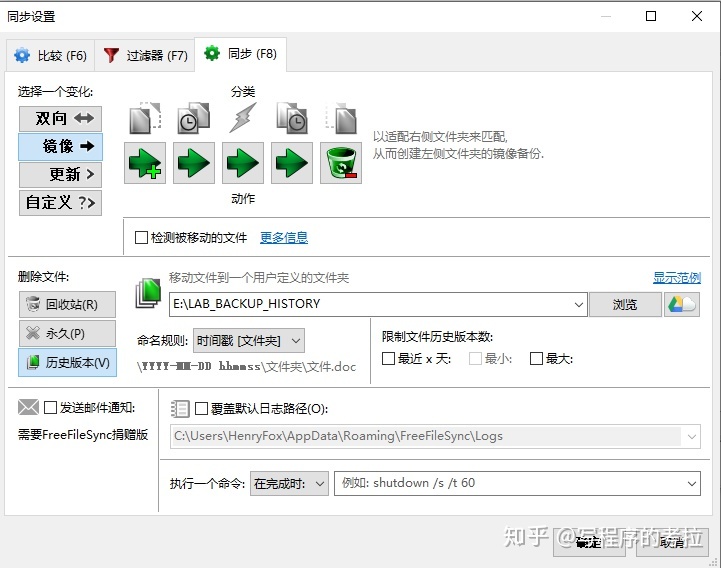 同步设置
比较 (F6) 过滤器 (F7) 同步 (F8)
选择一个变化:
双向
镜像
更新
自定义
分类
动作
以适配右侧文件夹来匹配,
从而创建左侧文件夹的镜像备份.
检测被移动的文件 更多信息
删除文件:
回收站(R)
永久(P)
历史版本(V)
移动文件到一个用户定义的文件夹 显示范例
E:\LAB_BACKUP_HISTORY 浏览
命名规则: 时间戳 [文件夹]
\YYYY-MM-DD hhmmss\文件夹\文件.doc
限制文件历史版本数:
最近 x 天: 最小: 最大:
发送邮件通知:
需要FreeFileSync捐赠版
覆盖默认日志路径(O):
C:\Users\HenryFox\AppData\Roaming\FreeFileSync\Logs
执行一个命令: 在完成时: 例如: shutdown /s /t 60
确定 取消
知乎 @写程序的考拉